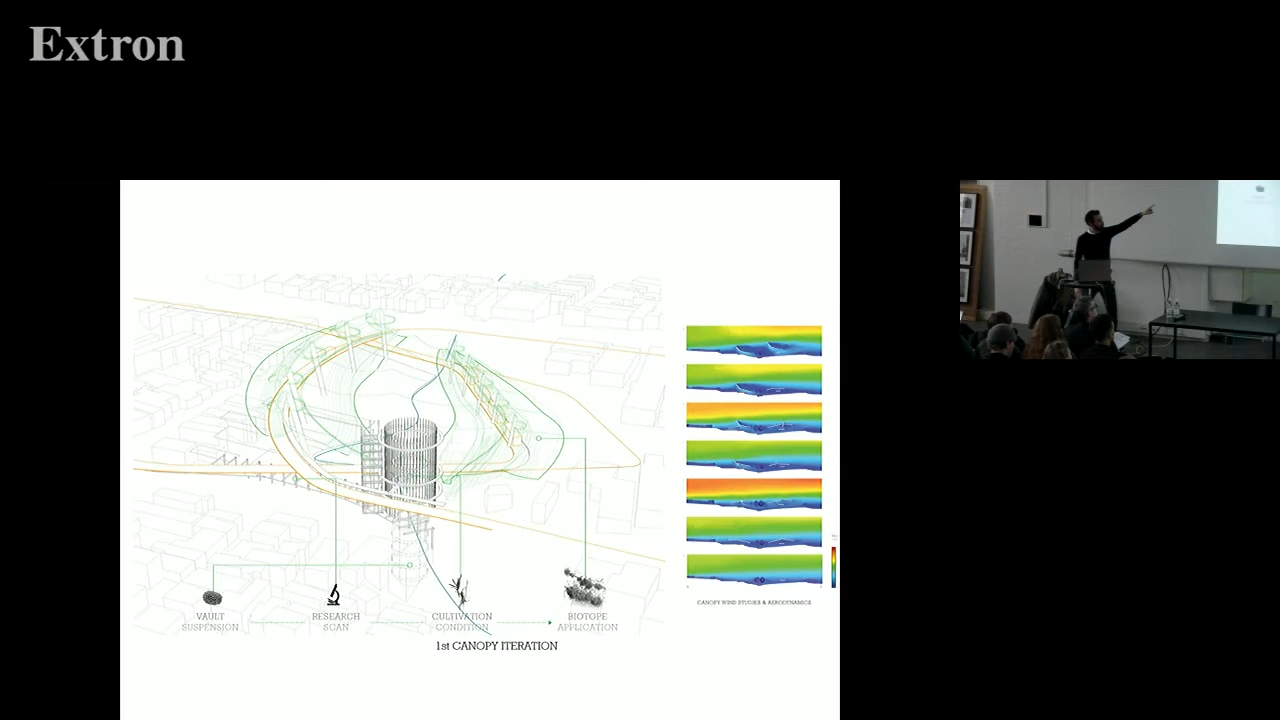 Extron
VAULT
SUSPENSION
RESEARCH
SCAN
CULTIVATION
CONDITION
BIOTOPE
APPLICATION
1st CANOPY ITERATION
CANOPY WIND STUDIES & AERODYNAMICS